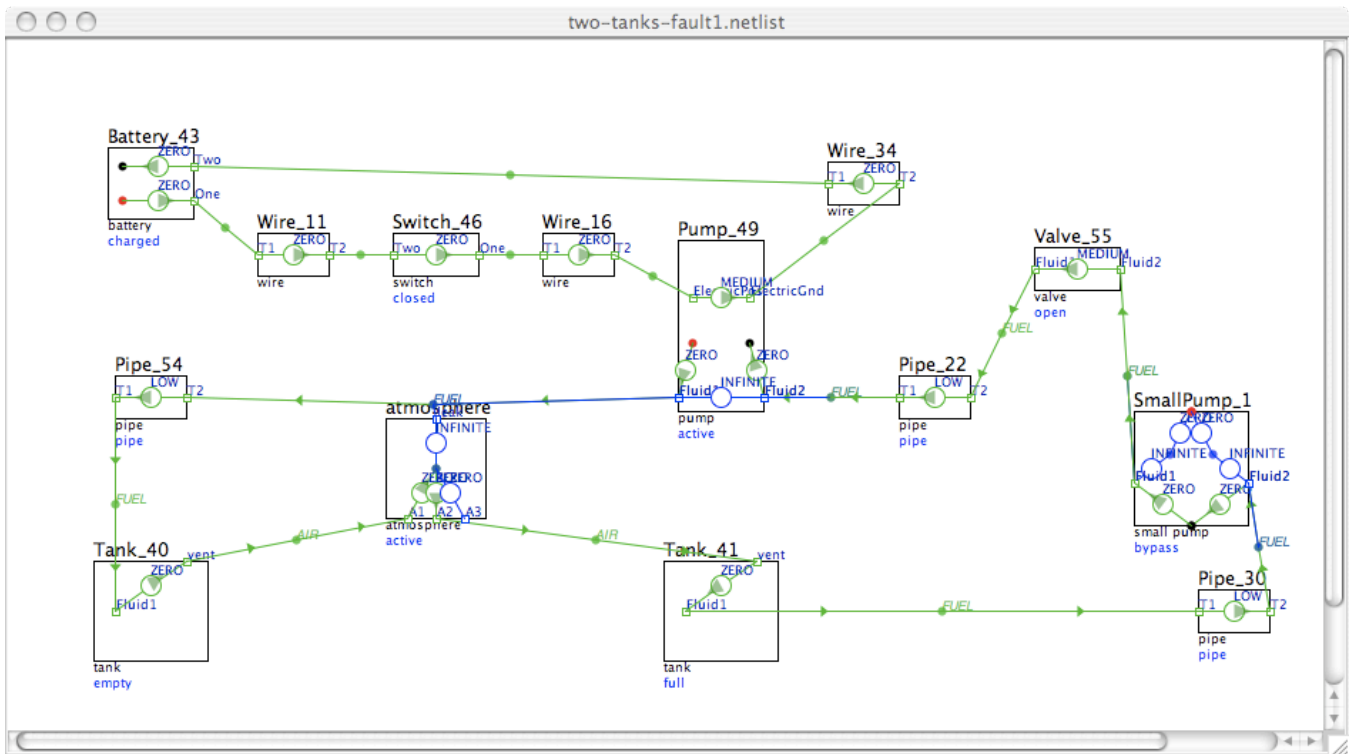 two-tanks-fault1.netlist
Battery_43
ZERO
Two
ZERO
One
battery
charged
Wire_34
T1
ZERO
T2
wire
Wire_11
T1
ZERO
T2
wire
Switch_46
Two
ZERO
One
switch
closed
Wire_16
T1
ZERO
T2
wire
Pump_49
MEDIUM
ElectricGnd
ZERO
ZERO
INFINITE
Fluid2
pump
active
Valve_55
MEDIUM
Fluid2
valve
open
FUEL
Pipe_54
T1
LOW
T2
pipe
pipe
FUEL
atmosphere
INFINITE
ZERO
A1
A2
A3
atmosphere
active
FUEL
Pipe_22
T1
LOW
T2
pipe
pipe
FUEL
SmallPump_1
ZERO
INFINITE
INFINITE
Fluid1
Fluid2
ZERO
ZERO
small pump
bypass
FUEL
FUEL
Tank_40
vent
ZERO
Fluid1
tank
empty
AIR
AIR
Tank_41
vent
ZERO
Fluid1
tank
full
FUEL
Pipe_30
T1
LOW
T2
pipe
pipe